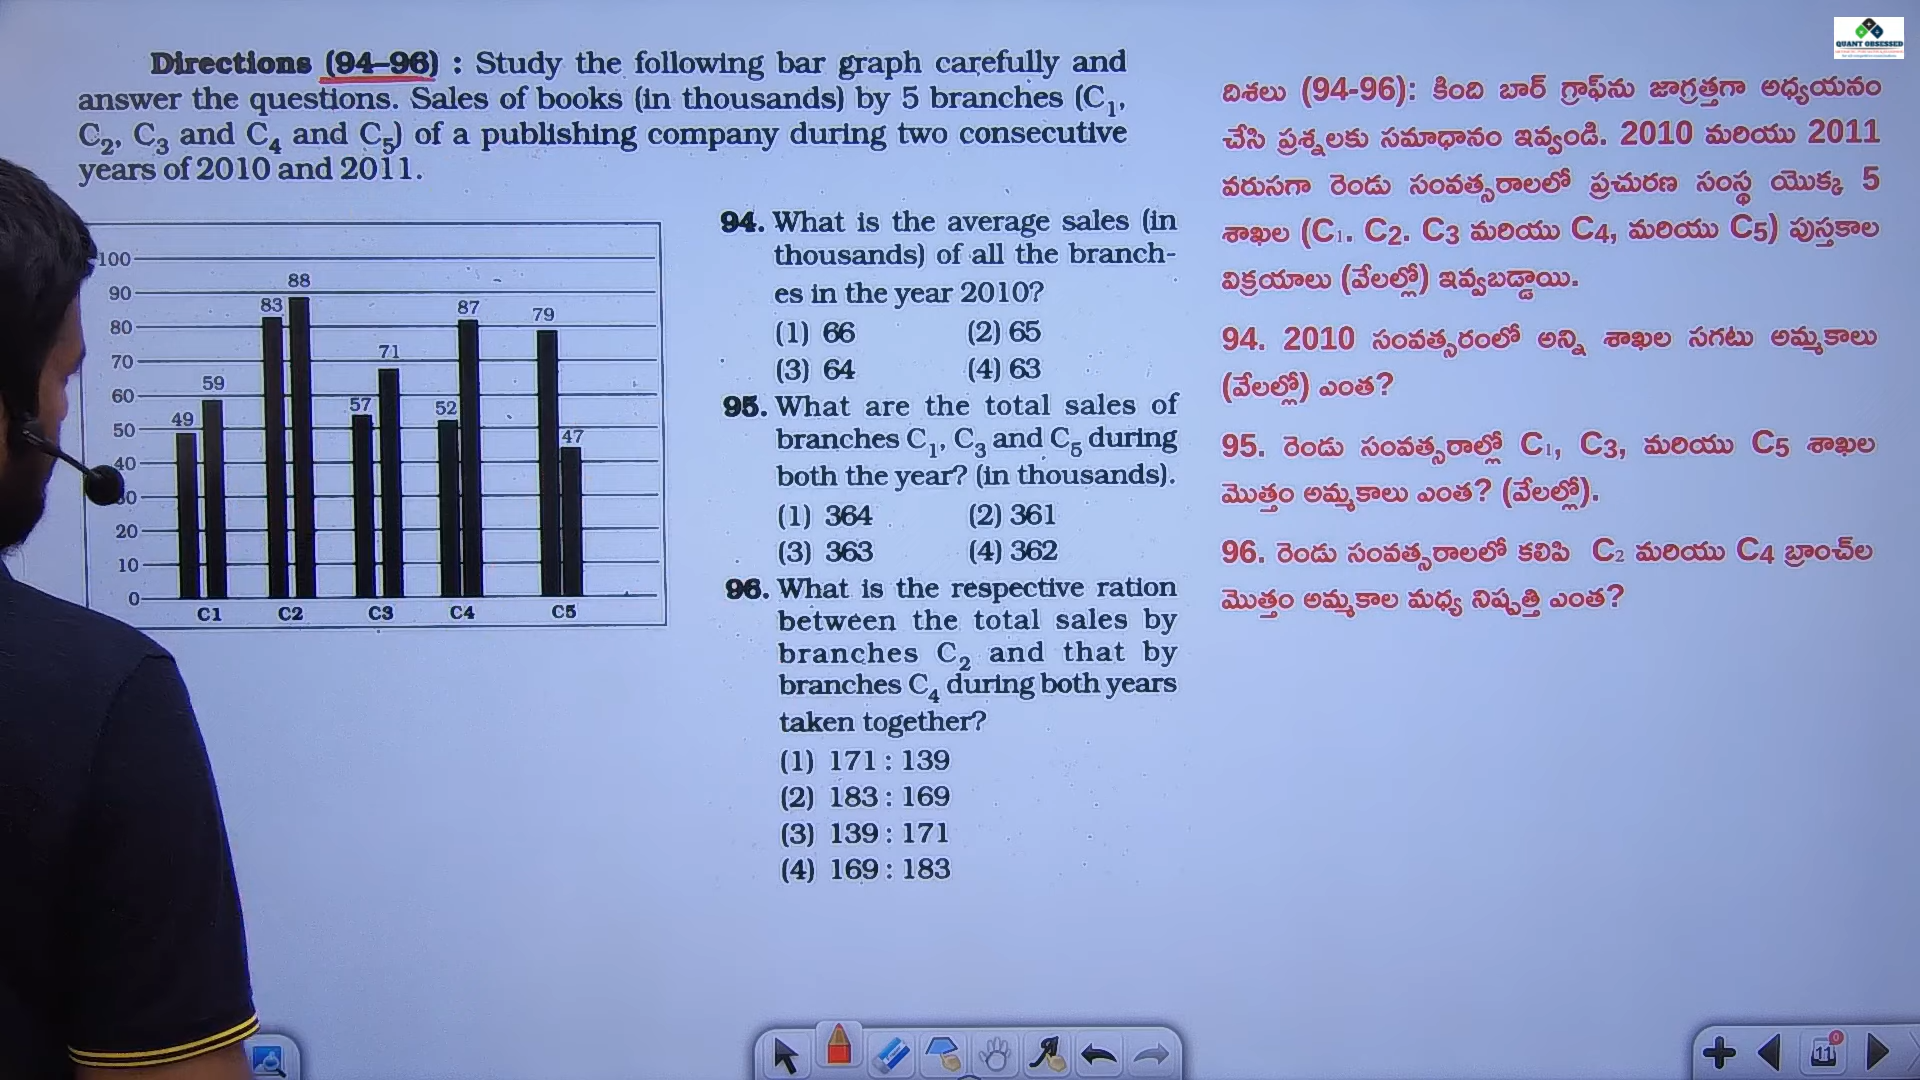 QUANT OBSESSED
Directions (94–96) : Study the following bar graph carefully and
answer the questions. Sales of books (in thousands) by 5 branches (C1,
C2, C3 and C4 and C5) of a publishing company during two consecutive
years of 2010 and 2011.
100
90
80
70
60
50
40
30
20
10
0
49
59
83
88
57
71
52
87
79
47
C1
C2
C3
C4
C5
94. What is the average sales (in
thousands) of all the branch-
es in the year 2010?
(1) 66 (2) 65
(3) 64 (4) 63
95. What are the total sales of
branches C1, C3 and C5 during
both the year? (in thousands).
(1) 364 (2) 361
(3) 363 (4) 362
96. What is the respective ration
between the total sales by
branches C2 and that by
branches C4 during both years
taken together?
(1) 171 : 139
(2) 183 : 169
(3) 139 : 171
(4) 169 : 183
దిశలు (94-96): కింది బార్ గ్రాఫ్‌ను జాగ్రత్తగా అధ్యయనం
చేసి ప్రశ్నలకు సమాధానం ఇవ్వండి. 2010 మరియు 2011
వరుసగా రెండు సంవత్సరాలలో ప్రచురణ సంస్థ యొక్క 5
శాఖల (C1. C2. C3 మరియు C4, మరియు C5) పుస్తకాల
విక్రయాలు (వేలల్లో) ఇవ్వబడ్డాయి.
94. 2010 సంవత్సరంలో అన్ని శాఖల సగటు అమ్మకాలు
(వేలల్లో) ఎంత?
95. రెండు సంవత్సరాల్లో C1, C3, మరియు C5 శాఖల
మొత్తం అమ్మకాలు ఎంత? (వేలల్లో).
96. రెండు సంవత్సరాలలో కలిపి C2 మరియు C4 బ్రాంచ్‌ల
మొత్తం అమ్మకాల మధ్య నిష్పత్తి ఎంత?
11
0